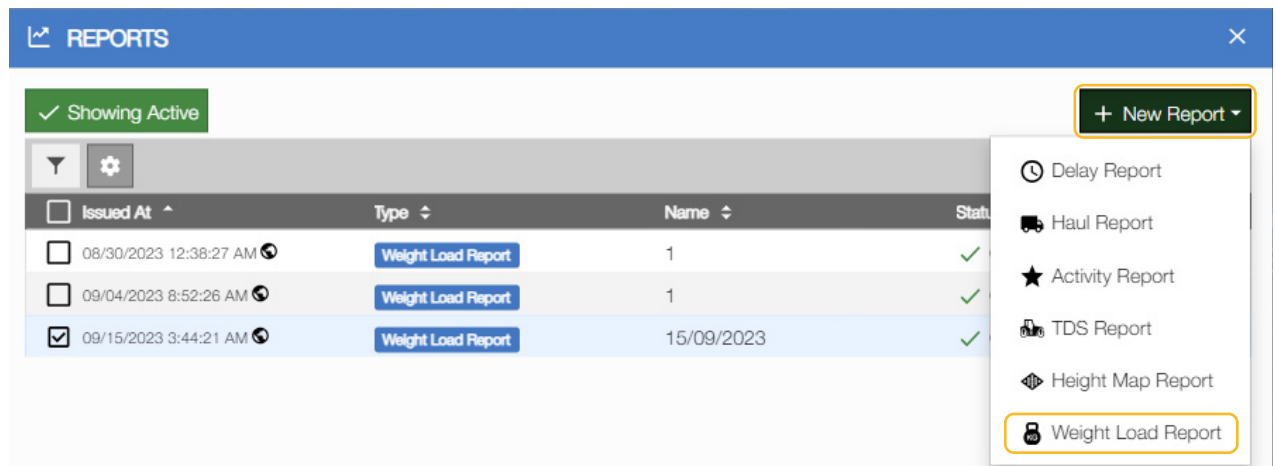 REPORTS
Showing Active
+ New Report
Issued At Type Name Statu
08/30/2023 12:38:27 AM Weight Load Report 1
09/04/2023 8:52:26 AM Weight Load Report 1
09/15/2023 3:44:21 AM Weight Load Report 15/09/2023
Delay Report
Haul Report
Activity Report
TDS Report
Height Map Report
KG Weight Load Report